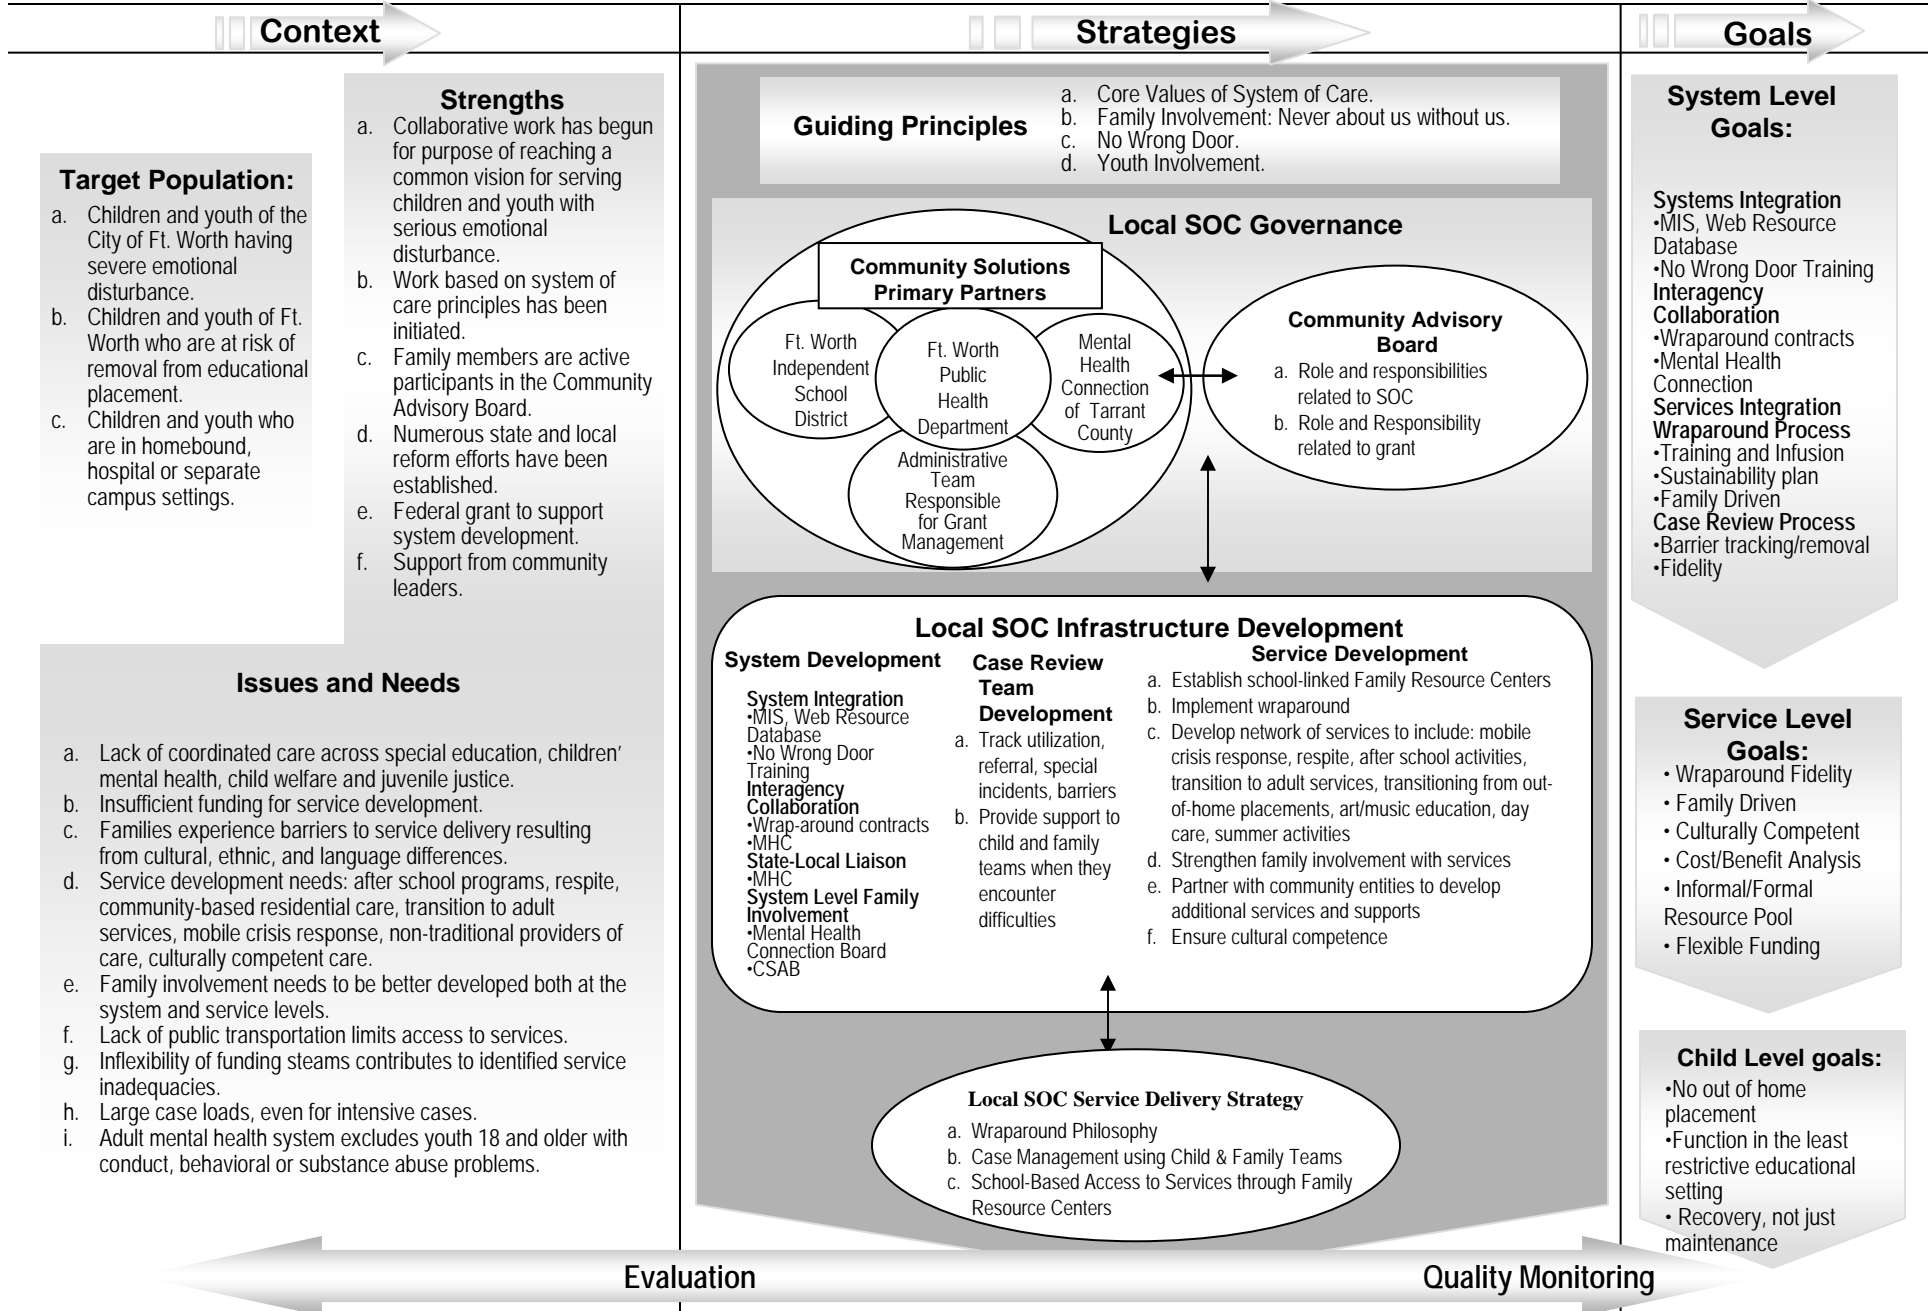 Context
Strategies
Goals
Target Population:
a. Children and youth of the
City of Ft. Worth having
severe emotional
disturbance.
b. Children and youth of Ft.
Worth who are at risk of
removal from educational
placement.
c. Children and youth who
are in homebound,
hospital or separate
campus settings.
Strengths
a. Collaborative work has begun
for purpose of reaching a
common vision for serving
children and youth with
serious emotional
disturbance.
b. Work based on system of
care principles has been
initiated.
c. Family members are active
participants in the Community
Advisory Board.
d. Numerous state and local
reform efforts have been
established.
e. Federal grant to support
system development.
f. Support from community
leaders.
Issues and Needs
a. Lack of coordinated care across special education, children’
mental health, child welfare and juvenile justice.
b. Insufficient funding for service development.
c. Families experience barriers to service delivery resulting
from cultural, ethnic, and language differences.
d. Service development needs: after school programs, respite,
community-based residential care, transition to adult
services, mobile crisis response, non-traditional providers of
care, culturally competent care.
e. Family involvement needs to be better developed both at the
system and service levels.
f. Lack of public transportation limits access to services.
g. Inflexibility of funding steams contributes to identified service
inadequacies.
h. Large case loads, even for intensive cases.
i. Adult mental health system excludes youth 18 and older with
conduct, behavioral or substance abuse problems.
Guiding Principles
a. Core Values of System of Care.
b. Family Involvement: Never about us without us.
c. No Wrong Door.
d. Youth Involvement.
Local SOC Governance
Community Solutions
Primary Partners
Ft. Worth
Independent
School
District
Ft. Worth
Public
Health
Department
Mental
Health
Connection
of Tarrant
County
Administrative
Team
Responsible
for Grant
Management
Community Advisory
Board
a. Role and responsibilities
related to SOC
b. Role and Responsibility
related to grant
Local SOC Infrastructure Development
System Development
System Integration
•MIS, Web Resource
Database
•No Wrong Door
Training
Interagency
Collaboration
•Wrap-around contracts
•MHC
State-Local Liaison
•MHC
System Level Family
Involvement
•Mental Health
Connection Board
•CSAB
Case Review
Team
Development
a. Track utilization,
referral, special
incidents, barriers
b. Provide support to
child and family
teams when they
encounter
difficulties
Service Development
a. Establish school-linked Family Resource Centers
b. Implement wraparound
c. Develop network of services to include: mobile
crisis response, respite, after school activities,
transition to adult services, transitioning from out-
of-home placements, art/music education, day
care, summer activities
d. Strengthen family involvement with services
e. Partner with community entities to develop
additional services and supports
f. Ensure cultural competence
Local SOC Service Delivery Strategy
a. Wraparound Philosophy
b. Case Management using Child & Family Teams
c. School-Based Access to Services through Family
Resource Centers
System Level
Goals:
Systems Integration
•MIS, Web Resource
Database
•No Wrong Door Training
Interagency
Collaboration
•Wraparound contracts
•Mental Health
Connection
Services Integration
Wraparound Process
•Training and Infusion
•Sustainability plan
•Family Driven
Case Review Process
•Barrier tracking/removal
•Fidelity
Service Level
Goals:
• Wraparound Fidelity
• Family Driven
• Culturally Competent
• Cost/Benefit Analysis
• Informal/Formal
Resource Pool
• Flexible Funding
Child Level goals:
•No out of home
placement
•Function in the least
restrictive educational
setting
• Recovery, not just
maintenance
Evaluation
Quality Monitoring